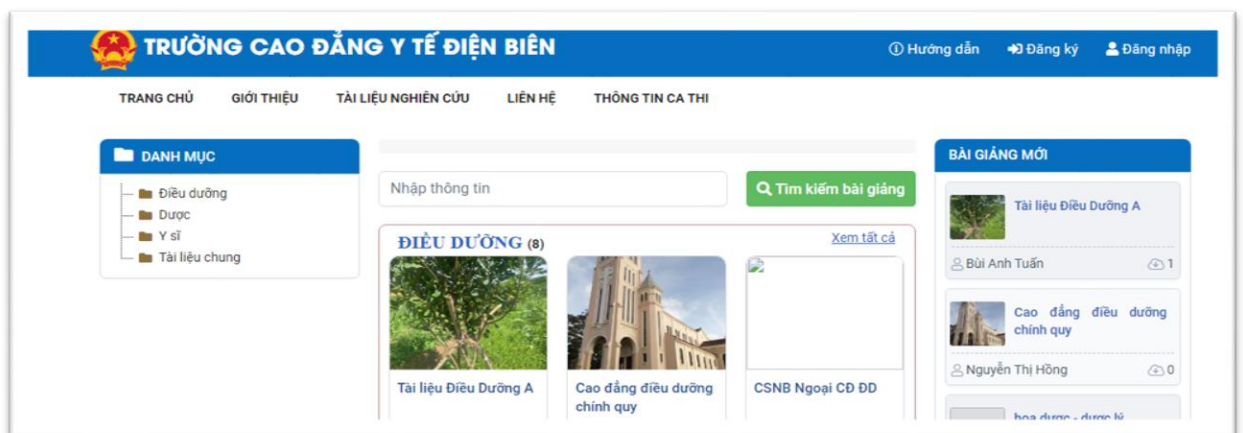 TRƯỜNG CAO ĐẲNG Y TẾ ĐIỆN BIÊN
Hướng dẫn Đăng ký Đăng nhập
TRANG CHỦ GIỚI THIỆU TÀI LIỆU NGHIÊN CỨU LIÊN HỆ THÔNG TIN CA THI
DANH MỤC
Điều dưỡng
Dược
Y sĩ
Tài liệu chung
Nhập thông tin
Tìm kiếm bài giảng
ĐIỀU DƯỠNG (8)
Xem tất cả
Tài liệu Điều Dưỡng A
Cao đẳng điều dưỡng
chính quy
CSNB Ngoại CĐ ĐD
BÀI GIẢNG MỚI
Tài liệu Điều Dưỡng A
Bùi Anh Tuấn 1
Cao đẳng điều dưỡng
chính quy
Nguyễn Thị Hồng 0
hoa dược - dược lý